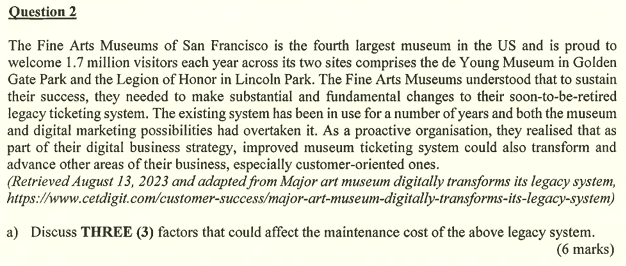 Question 2
The Fine Arts Museums of San Francisco is the fourth largest museum in the US and is proud to
welcome 1.7 million visitors each year across its two sites comprises the de Young Museum in Golden
Gate Park and the Legion of Honor in Lincoln Park. The Fine Arts Museums understood that to sustain
their success, they needed to make substantial and fundamental changes to their soon-to-be-retired
legacy ticketing system. The existing system has been in use for a number of years and both the museum
and digital marketing possibilities had overtaken it. As a proactive organisation, they realised that as
part of their digital business strategy, improved museum ticketing system could also transform and
advance other areas of their business, especially customer-oriented ones.
(Retrieved August 13, 2023 and adapted from Major art museum digitally transforms its legacy system,
https://www.cetdigit.com/customer-success/major-art-museum-digitally-transforms-its-legacy-system)
a) Discuss THREE (3) factors that could affect the maintenance cost of the above legacy system.
(6 marks)